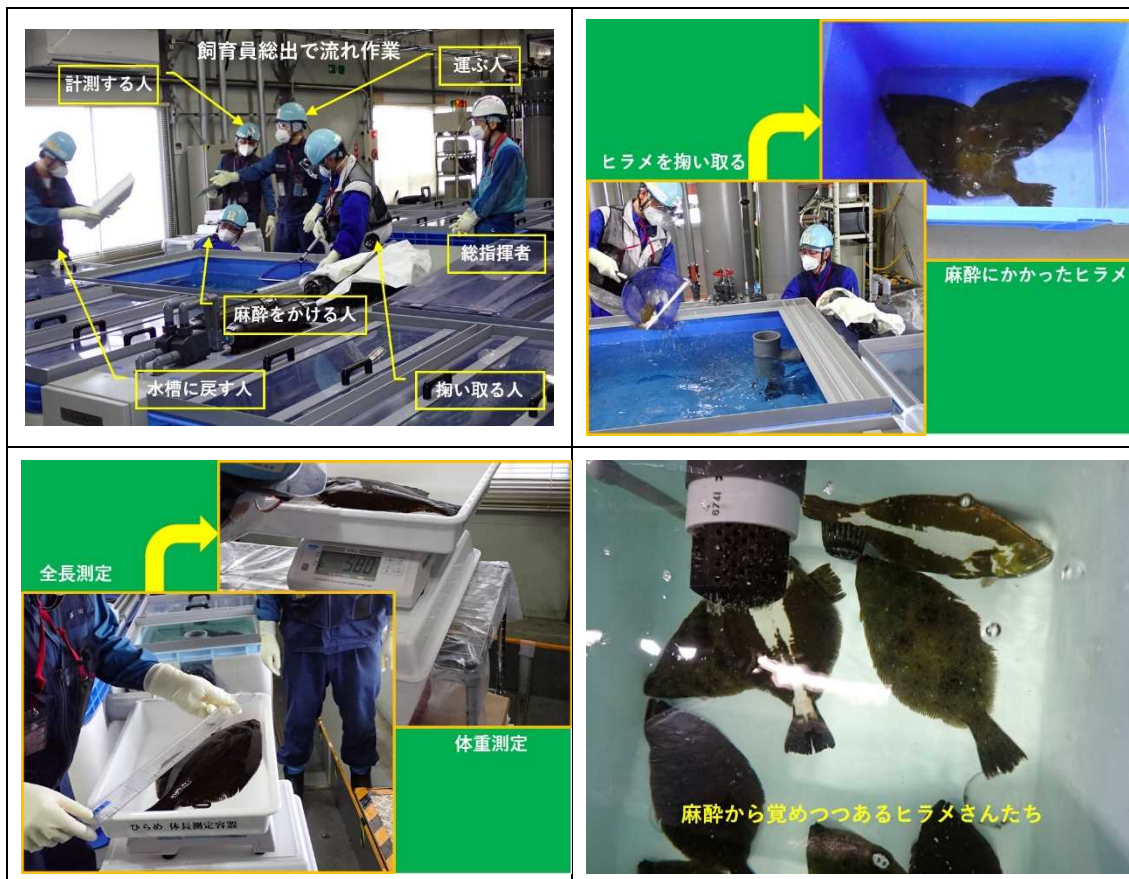 飼育員総出で流れ作業
計測する人
運ぶ人
総指揮者
麻酔をかける人
水槽に戻す人
掬い取る人
ヒラメを掬い取る
麻酔にかかったヒラメ
全長測定
580
体重測定
ひらめ 体長測定容器
麻酔から覚めつつあるヒラメさんたち